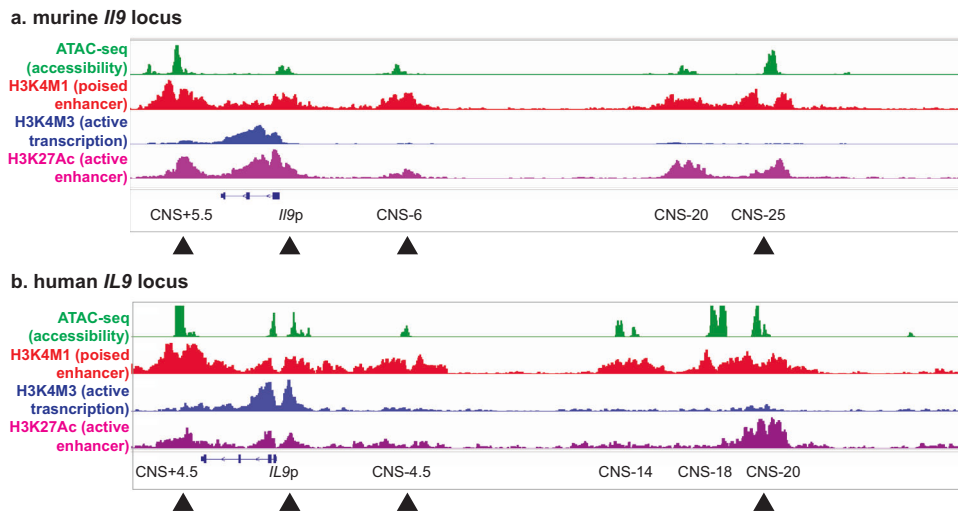 a. murine Il9 locus
ATAC-seq
(accessibility)
H3K4M1 (poised
enhancer)
H3K4M3 (active
transcription)
H3K27Ac (active
enhancer)
CNS+5.5 Il9p CNS-6 CNS-20 CNS-25
b. human IL9 locus
ATAC-seq
(accessibility)
H3K4M1 (poised
enhancer)
H3K4M3 (active
trasncription)
H3K27Ac (active
enhancer)
CNS+4.5 IL9p CNS-4.5 CNS-14 CNS-18 CNS-20